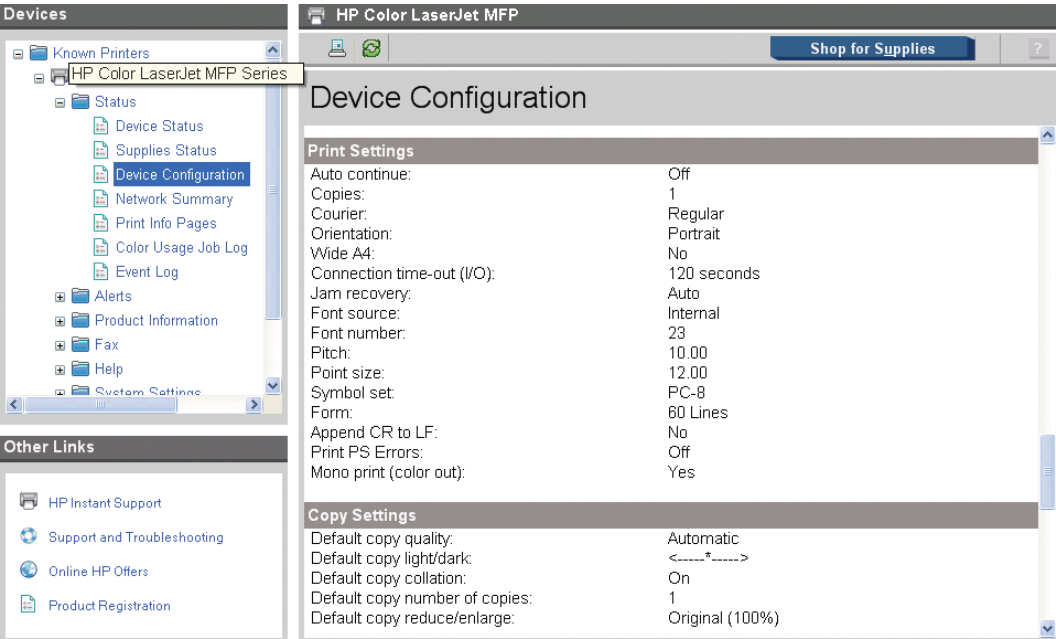 Devices
Known Printers
HP Color LaserJet MFP Series
Status
Device Status
Supplies Status
Device Configuration
Network Summary
Print Info Pages
Color Usage Job Log
Event Log
Alerts
Product Information
Fax
Help
System Settings
Other Links
HP Instant Support
Support and Troubleshooting
Online HP Offers
Product Registration
HP Color LaserJet MFP
Shop for Supplies
?
Device Configuration
Print Settings
Auto continue: Off
Copies: 1
Courier: Regular
Orientation: Portrait
Wide A4: No
Connection time-out (I/O): 120 seconds
Jam recovery: Auto
Font source: Internal
Font number: 23
Pitch: 10.00
Point size: 12.00
Symbol set: PC-8
Form: 60 Lines
Append CR to LF: No
Print PS Errors: Off
Mono print (color out): Yes
Copy Settings
Default copy quality: Automatic
Default copy light/dark: <-----*----->
Default copy collation: On
Default copy number of copies: 1
Default copy reduce/enlarge: Original (100%)